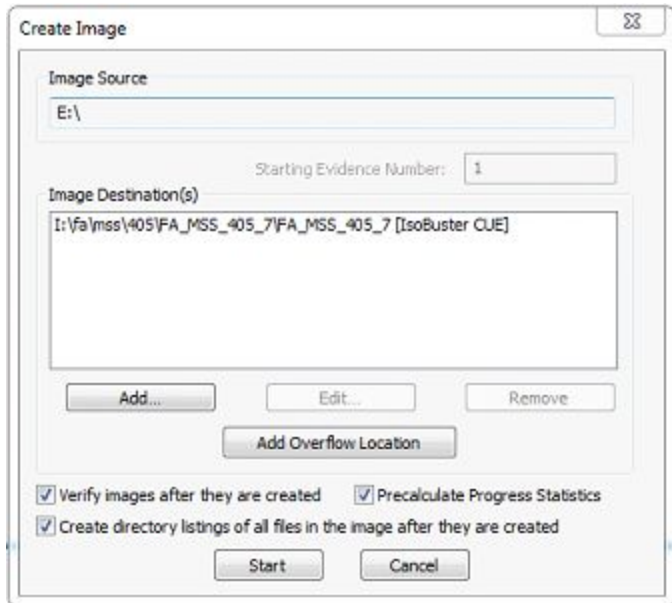 Create Image
Image Source
E:\
Starting Evidence Number: 1
Image Destination(s)
I:\fa\mss\405\FA_MSS_405_7\FA_MSS_405_7 [IsoBuster CUE]
Add... Edit... Remove
Add Overflow Location
Verify images after they are created Precalculate Progress Statistics
Create directory listings of all files in the image after they are created
Start Cancel